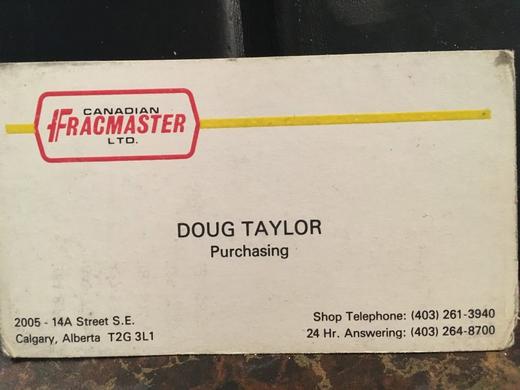 CANADIAN
FRACMASTER
LTD.
DOUG TAYLOR
Purchasing
2005 - 14A Street S.E.
Calgary, Alberta T2G 3L1
Shop Telephone: (403) 261-3940
24 Hr. Answering: (403) 264-8700